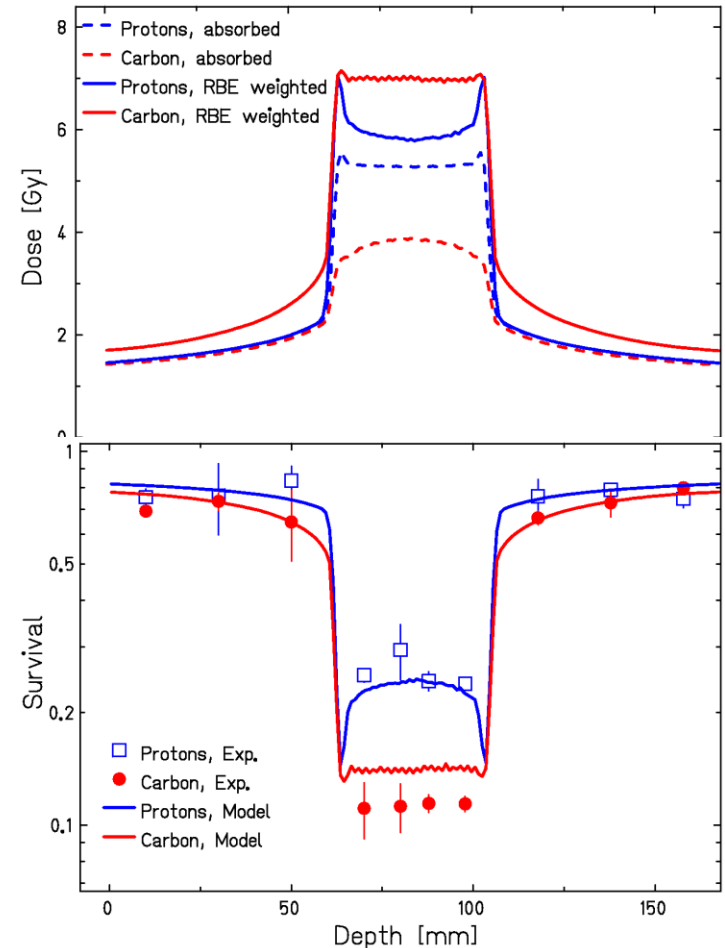 8
Protons, absorbed
Carbon, absorbed
Protons, RBE weighted
Carbon, RBE weighted
6
4
2
0
Dose [Gy]
1
0.5
0.2
0.1
Survival
Protons, Exp.
Carbon, Exp.
Protons, Model
Carbon, Model
0 50 100 150
Depth [mm]